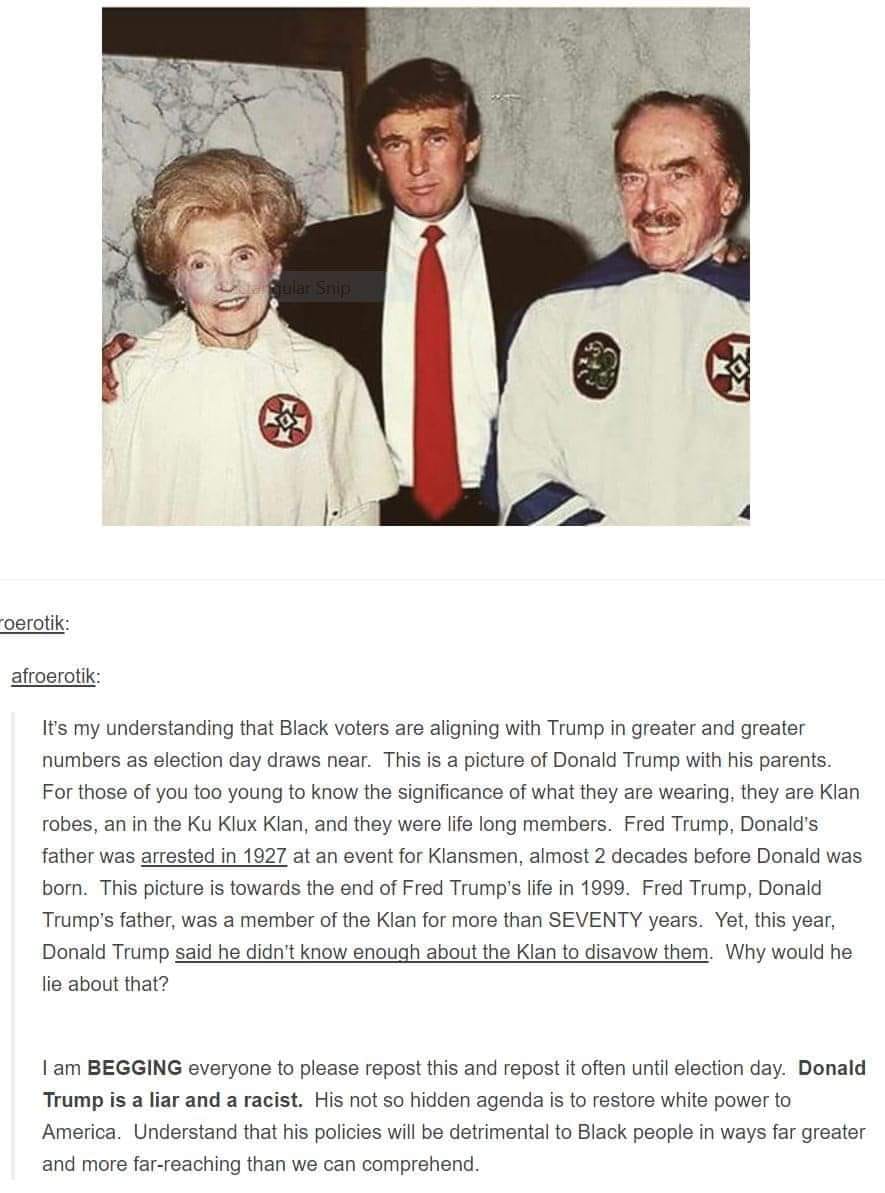 tangular Snip
roerotik:
afroerotik:
It's my understanding that Black voters are aligning with Trump in greater and greater
numbers as election day draws near.  This is a picture of Donald Trump with his parents.
For those of you too young to know the significance of what they are wearing, they are Klan
robes, an in the Ku Klux Klan, and they were life long members.  Fred Trump, Donald's
father was arrested in 1927 at an event for Klansmen, almost 2 decades before Donald was
born.  This picture is towards the end of Fred Trump's life in 1999.  Fred Trump, Donald
Trump's father, was a member of the Klan for more than SEVENTY years.  Yet, this year,
Donald Trump said he didn't know enough about the Klan to disavow them.  Why would he
lie about that?
I am BEGGING everyone to please repost this and repost it often until election day.  Donald
Trump is a liar and a racist.  His not so hidden agenda is to restore white power to
America.  Understand that his policies will be detrimental to Black people in ways far greater
and more far-reaching than we can comprehend.